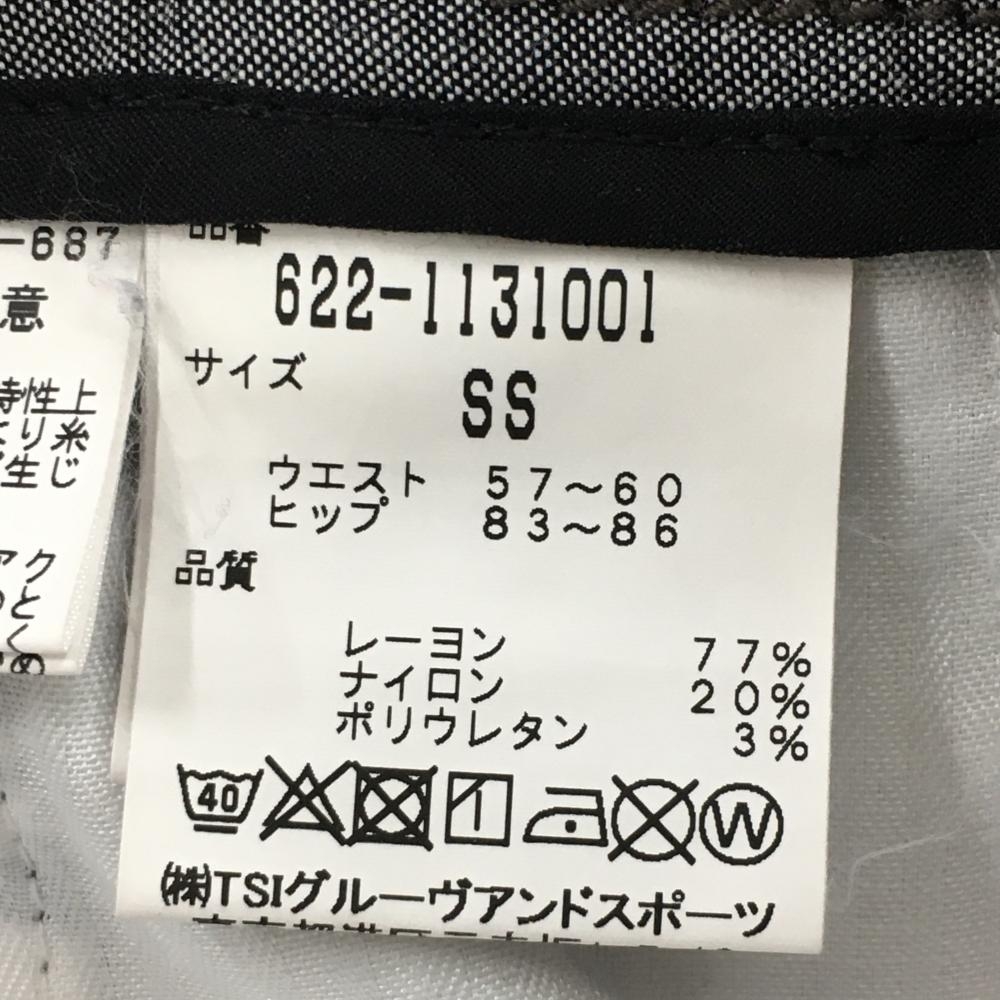 -687
意
特性上
より糸
生じ
アク
のと
く
め
品番
622-1131001
サイズ
SS
ウエスト 57～60
ヒップ 83～86
品質
レーヨン 77%
ナイロン 20%
ポリウレタン 3%
40
W
(株)TSIグルーヴアンドスポーツ